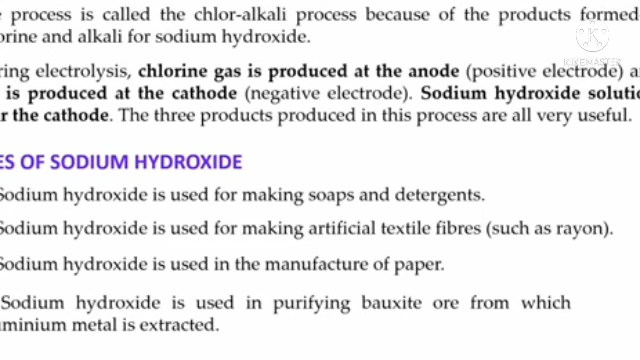 process is called the chlor-alkali process because of the products formed
orine and alkali for sodium hydroxide.
KINEMASTER
ring electrolysis, chlorine gas is produced at the anode (positive electrode) a
is produced at the cathode (negative electrode). Sodium hydroxide soluti
r the cathode. The three products produced in this process are all very useful.
ES OF SODIUM HYDROXIDE
Sodium hydroxide is used for making soaps and detergents.
Sodium hydroxide is used for making artificial textile fibres (such as rayon).
Sodium hydroxide is used in the manufacture of paper.
Sodium hydroxide is used in purifying bauxite ore from which
uminium metal is extracted.